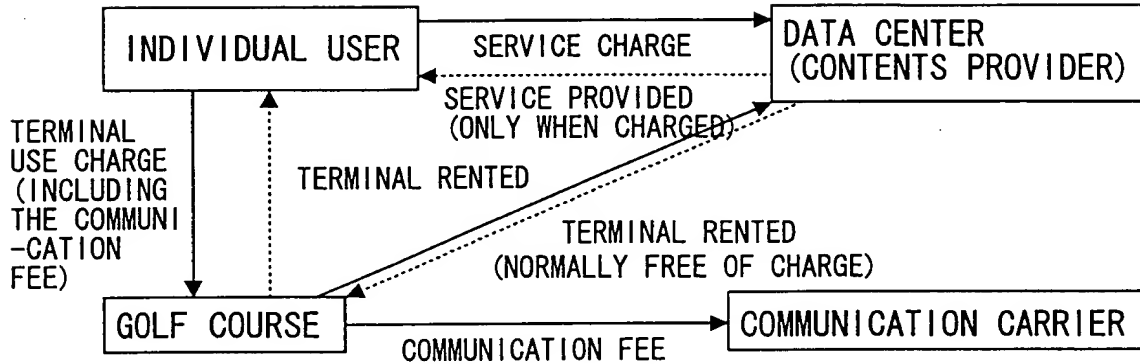 INDIVIDUAL USER
SERVICE CHARGE
DATA CENTER
(CONTENTS PROVIDER)
SERVICE PROVIDED
(ONLY WHEN CHARGED)
TERMINAL
USE CHARGE
(INCLUDING
THE COMMUNI
-CATION
FEE)
TERMINAL RENTED
TERMINAL RENTED
(NORMALLY FREE OF CHARGE)
GOLF COURSE
COMMUNICATION FEE
COMMUNICATION CARRIER